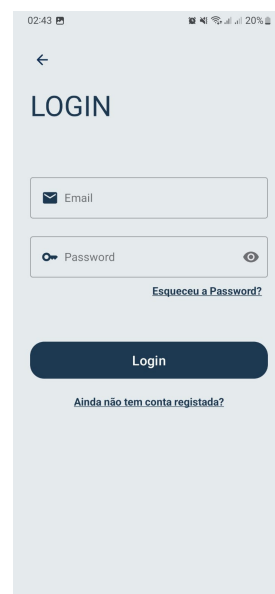 02:43
20%
LOGIN
Email
Password
Esqueceu a Password?
Login
Ainda não tem conta registada?